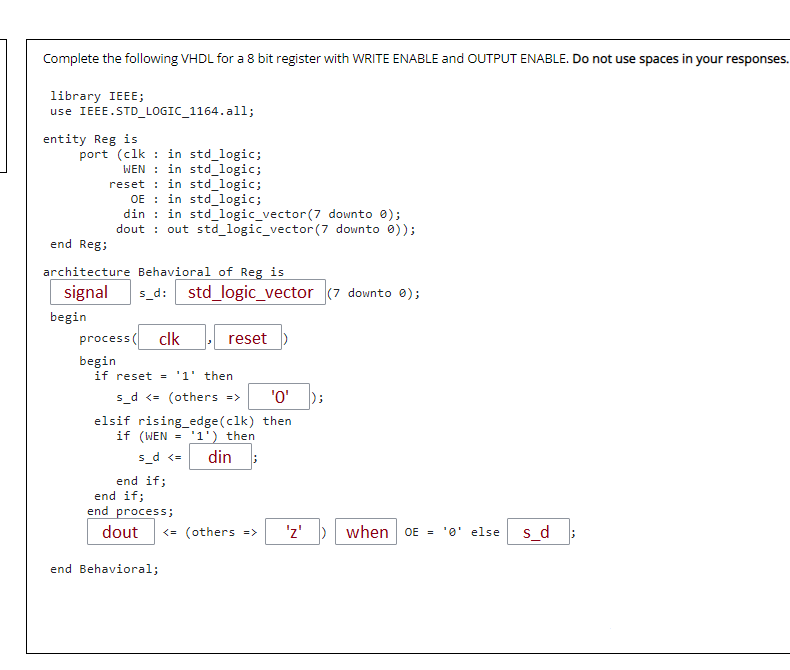 Complete the following VHDL for a 8 bit register with WRITE ENABLE and OUTPUT ENABLE. Do not use spaces in your responses.
library IEEE;
use IEEE.STD_LOGIC_1164.all;
entity Reg is
port (clk : in std_logic;
WEN : in std_logic;
reset : in std_logic;
OE : in std_logic;
din : in std_logic_vector(7 downto 0);
dout : out std_logic_vector(7 downto 0));
end Reg;
architecture Behavioral of Reg is
signal s_d: std_logic_vector (7 downto 0);
begin
process( clk , reset )
begin
if reset = '1' then
s_d <= (others => '0' );
elsif rising_edge(clk) then
if (WEN = '1') then
s_d <= din ;
end if;
end if;
end process;
dout <= (others => 'z' ) when OE = '0' else s_d ;
end Behavioral;